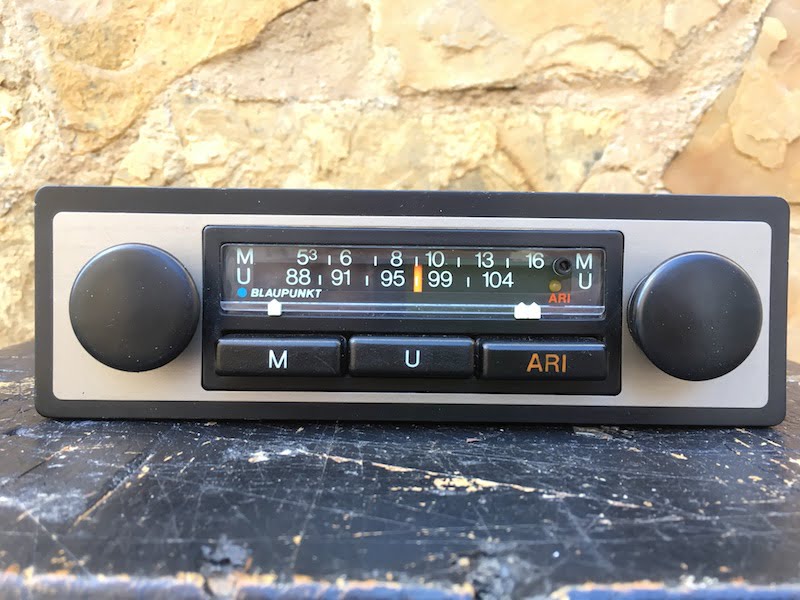 M 5³ 6 8 10 13 16 M
U 88 91 95 99 104 U
BLAUPUNKT ARI
M U ARI